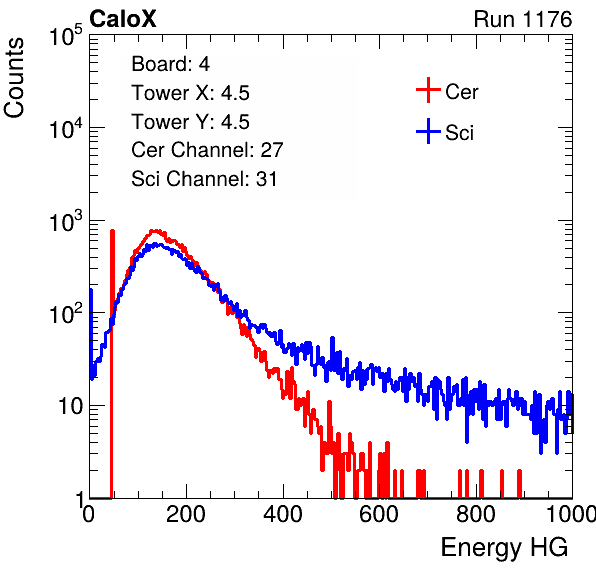 CaloX Run 1176
Counts
10^5
10^4
10^3
10^2
10
1
Board: 4
Tower X: 4.5
Tower Y: 4.5
Cer Channel: 27
Sci Channel: 31
Cer
Sci
0 200 400 600 800 1000
Energy HG